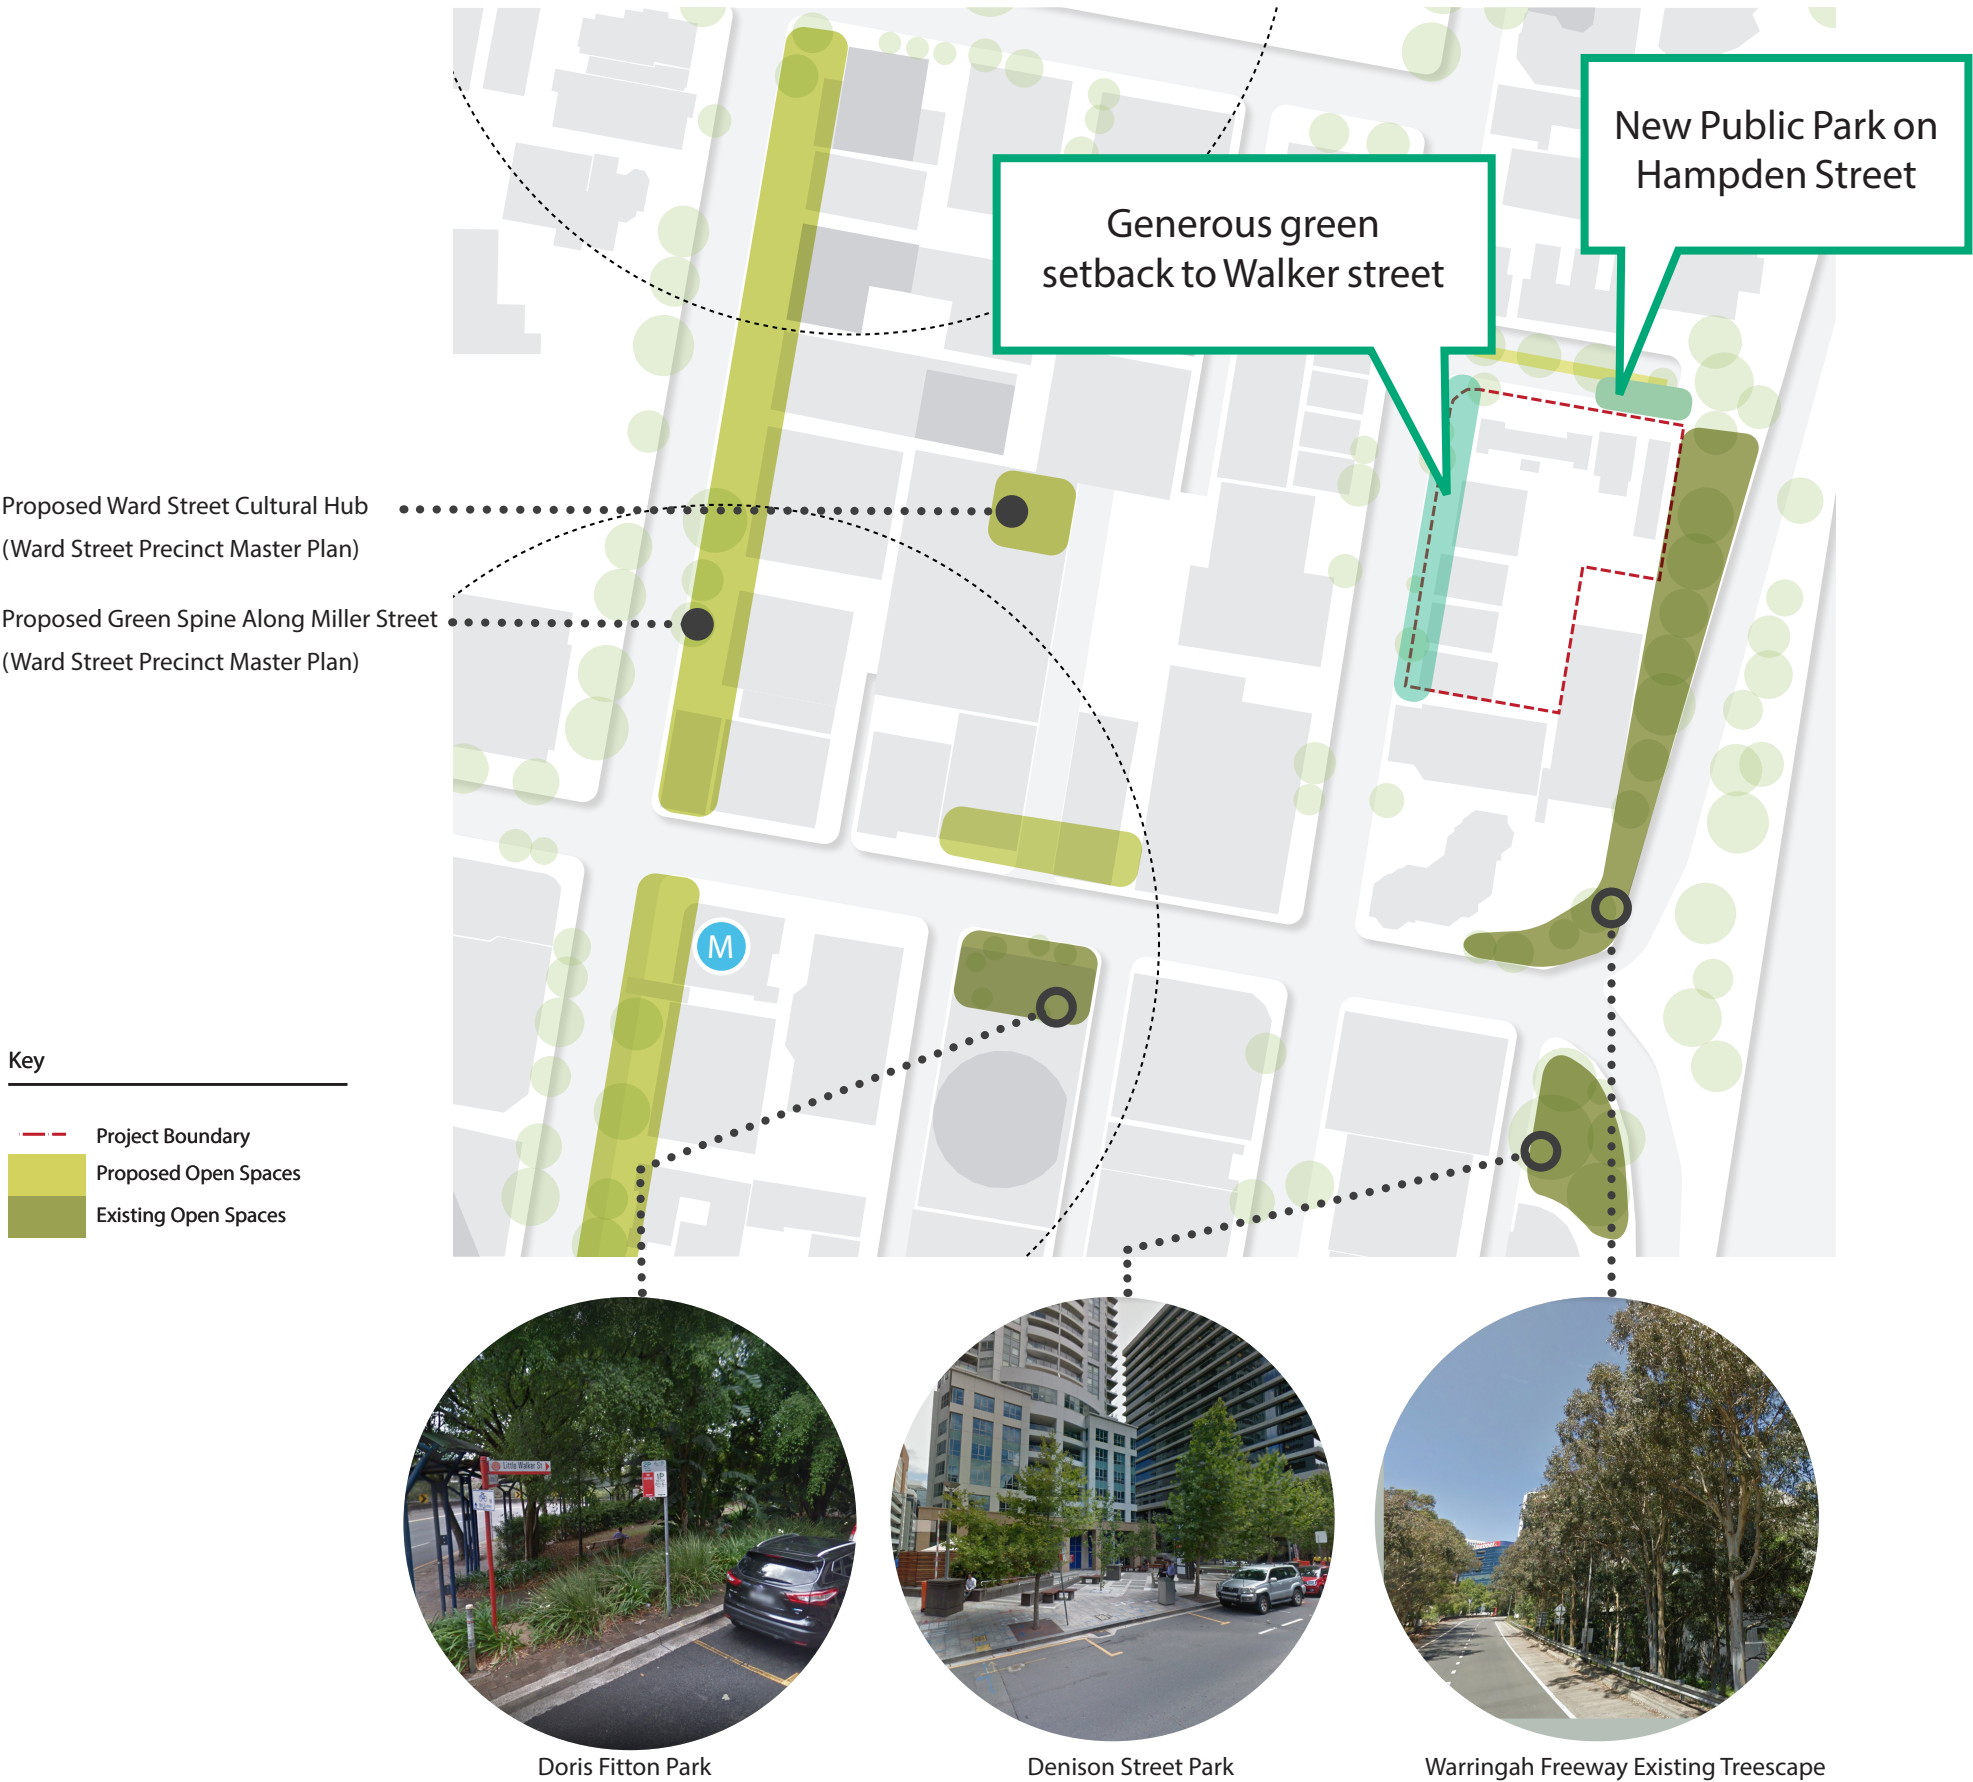 New Public Park on
Hampden Street
Generous green
setback to Walker street
Proposed Ward Street Cultural Hub
(Ward Street Precinct Master Plan)
Proposed Green Spine Along Miller Street
(Ward Street Precinct Master Plan)
M
Key
Project Boundary
Proposed Open Spaces
Existing Open Spaces
Little Walker St
1P
Doris Fitton Park
Denison Street Park
Warringah Freeway Existing Treescape